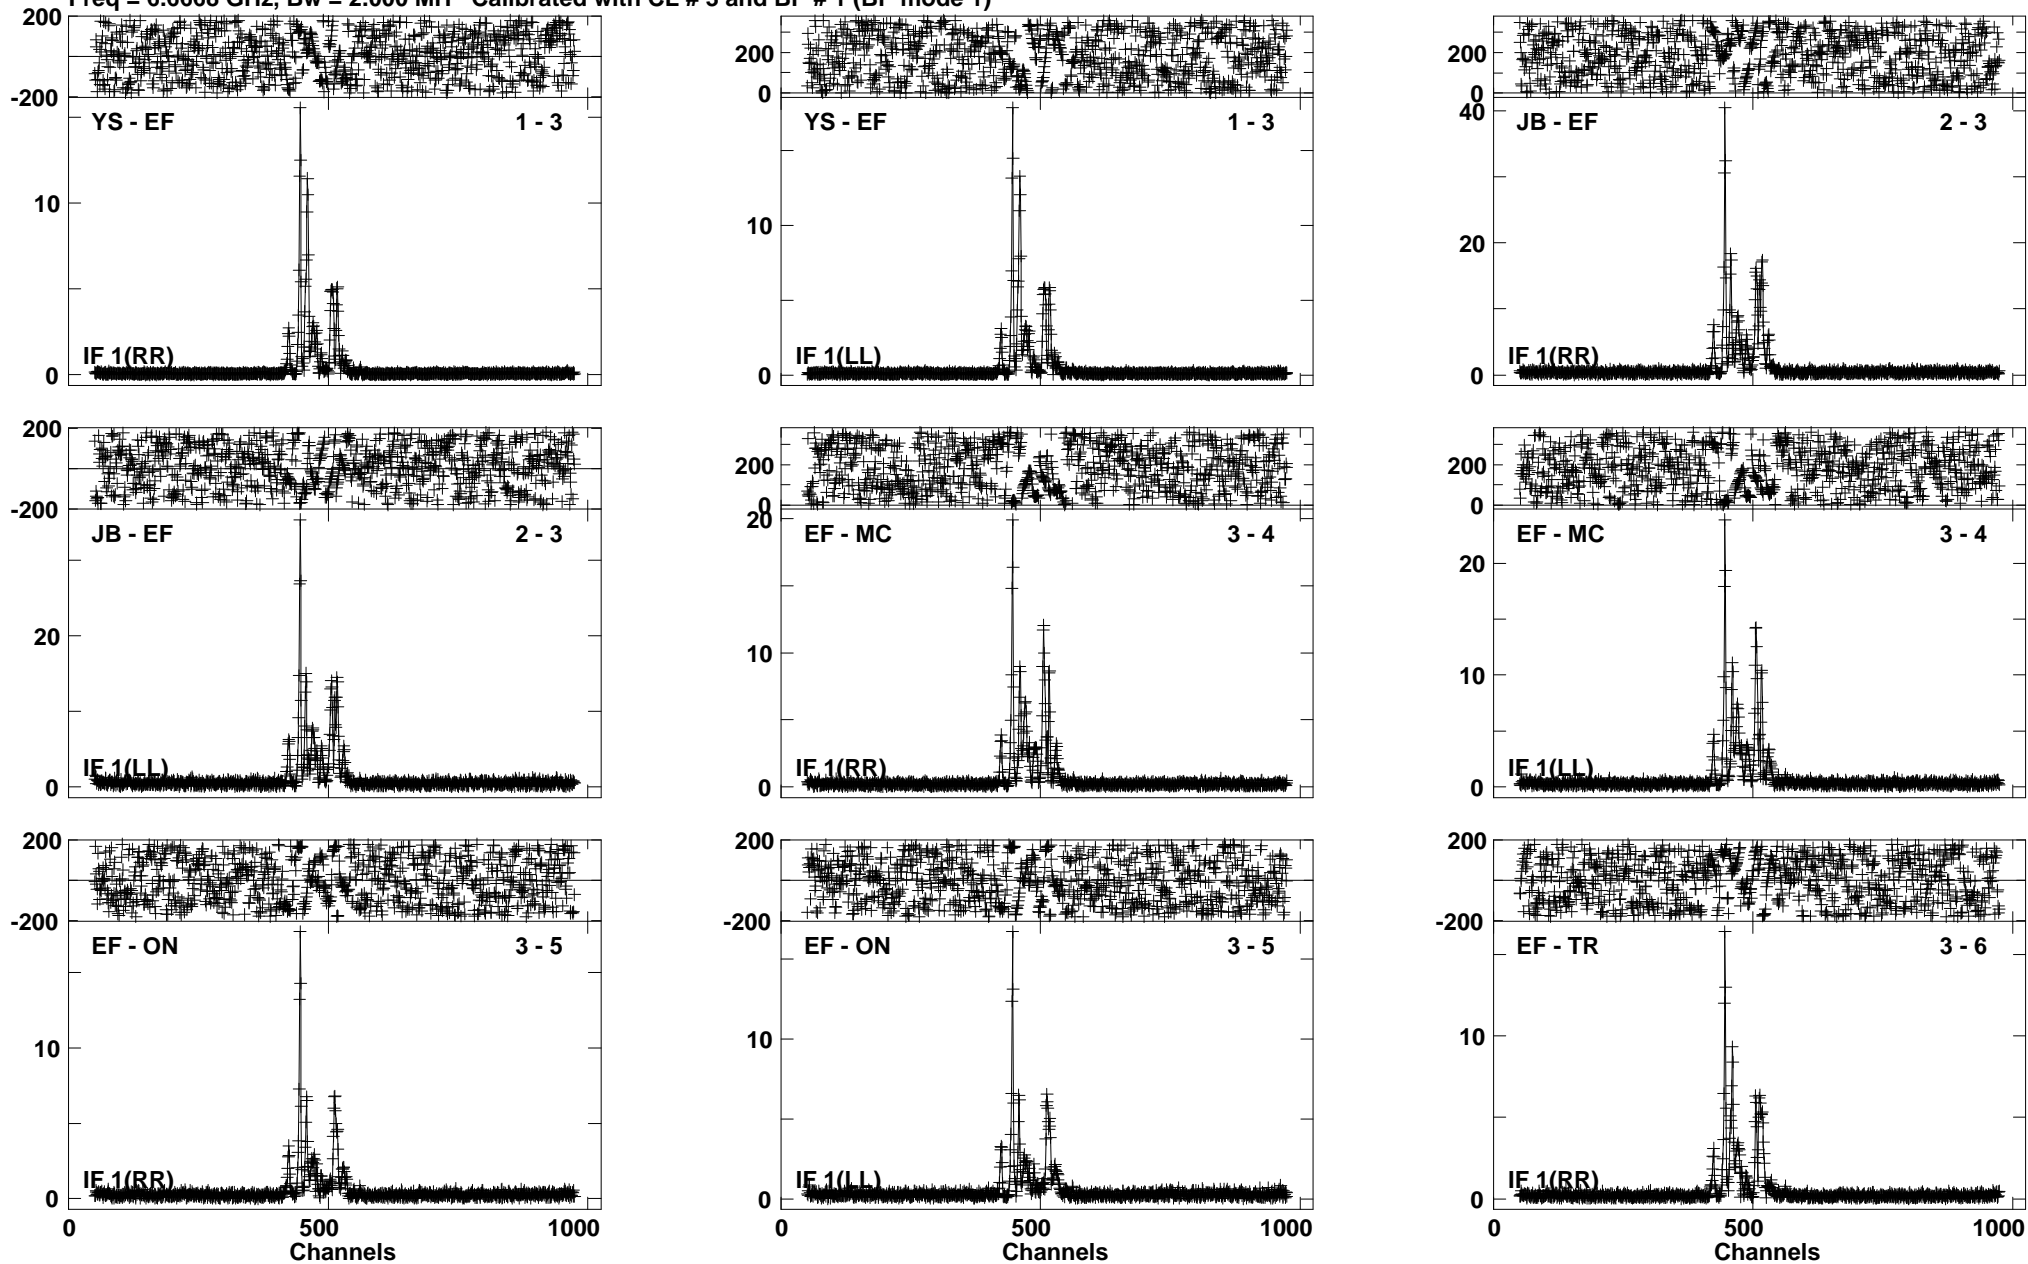 Freq = 6.6668 GHz, Bw = 2.000 MH Calibrated with CL # 3 and BP # 1 (BP mode 1)
200
-200
YS - EF
1 - 3
10
0
IF 1(RR)
200
0
YS - EF
1 - 3
10
0
IF 1(LL)
200
0
JB - EF
2 - 3
40
20
0
IF 1(RR)
200
-200
JB - EF
2 - 3
20
0
IF 1(LL)
200
0
EF - MC
3 - 4
20
10
0
IF 1(RR)
200
0
EF - MC
3 - 4
20
10
0
IF 1(LL)
200
-200
EF - ON
3 - 5
10
0
IF 1(RR)
0
500
1000
Channels
200
-200
EF - ON
3 - 5
10
0
IF 1(LL)
0
500
1000
Channels
200
-200
EF - TR
3 - 6
10
0
IF 1(RR)
0
500
1000
Channels